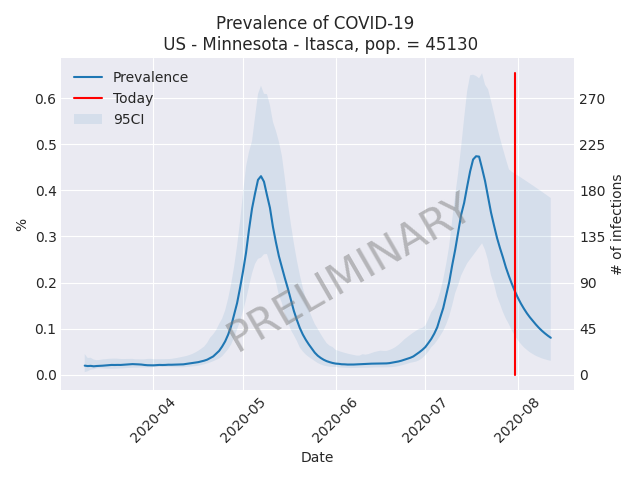 Prevalence of COVID-19
US - Minnesota - Itasca, pop. = 45130
Prevalence
Today
95CI
0.6
0.5
0.4
0.3
0.2
0.1
0.0
%
270
225
180
135
90
45
0
# of infections
PRELIMINARY
2020-04
2020-05
2020-06
2020-07
2020-08
Date